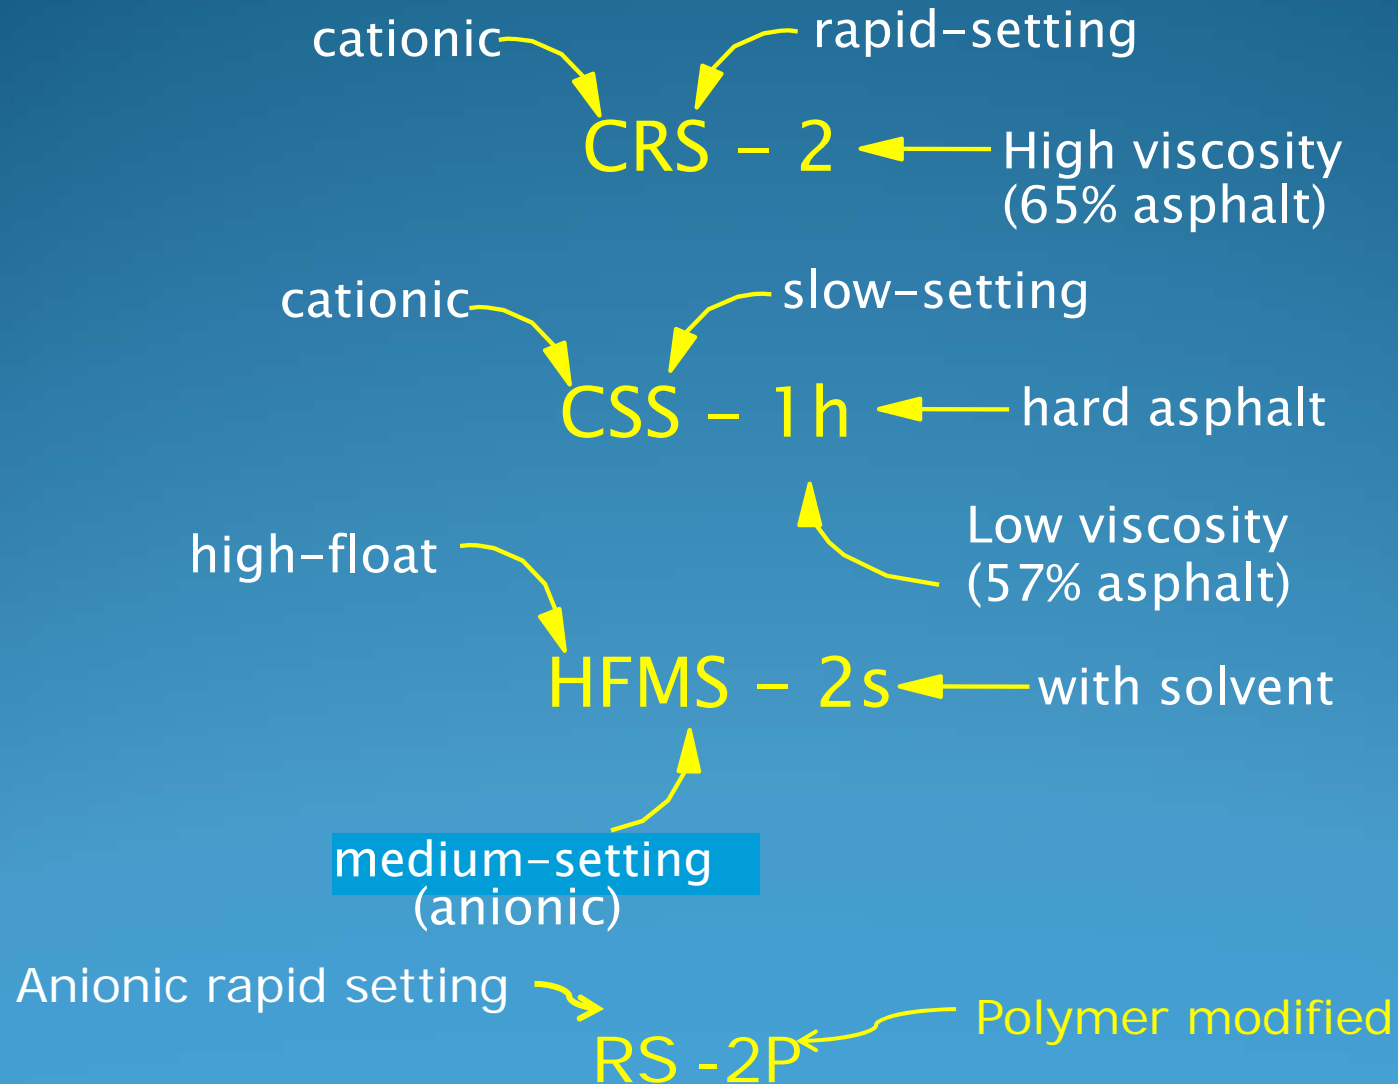 cationic rapid-setting
CRS - 2
High viscosity
(65% asphalt)
cationic slow-setting
CSS - 1h
hard asphalt
Low viscosity
(57% asphalt)
high-float
HFMS - 2s
with solvent
medium-setting
(anionic)
Anionic rapid setting
Polymer modified
RS -2P